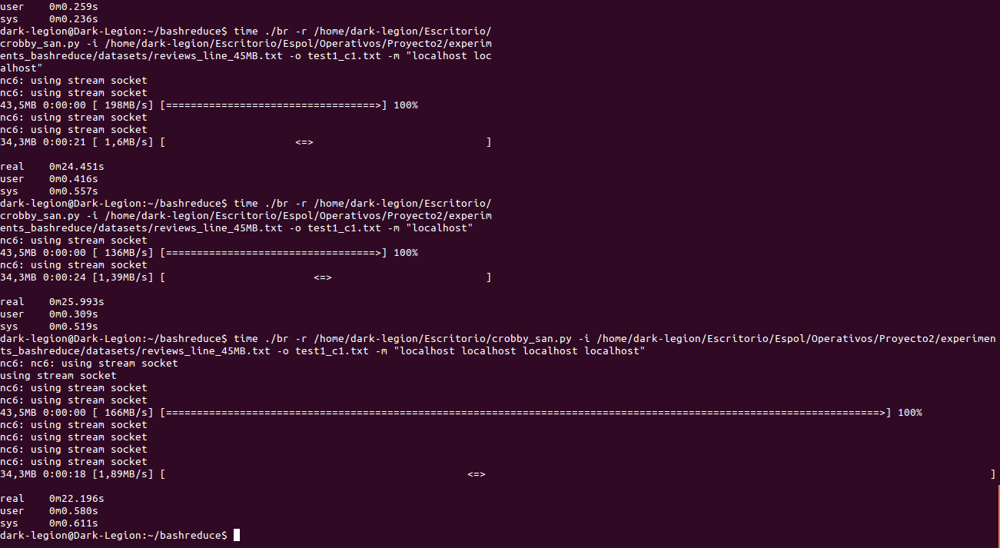 user    0m0.259s
sys     0m0.236s
dark-legion@Dark-Legion:~/bashreduce$ time ./br -r /home/dark-legion/Escritorio/
crobby_san.py -i /home/dark-legion/Escritorio/Espol/Operativos/Proyecto2/experim
ents_bashreduce/datasets/reviews_line_45MB.txt -o test1_c1.txt -m "localhost loc
alhost"
nc6: using stream socket
nc6: using stream socket
43,5MB 0:00:00 [ 198MB/s] [==================================>] 100%
nc6: using stream socket
nc6: using stream socket
34,3MB 0:00:21 [ 1,6MB/s] [                     <=>                            ]

real    0m24.451s
user    0m0.416s
sys     0m0.557s
dark-legion@Dark-Legion:~/bashreduce$ time ./br -r /home/dark-legion/Escritorio/
crobby_san.py -i /home/dark-legion/Escritorio/Espol/Operativos/Proyecto2/experim
ents_bashreduce/datasets/reviews_line_45MB.txt -o test1_c1.txt -m "localhost"
nc6: using stream socket
43,5MB 0:00:00 [ 136MB/s] [==================================>] 100%
nc6: using stream socket
34,3MB 0:00:24 [1,39MB/s] [                        <=>                         ]

real    0m25.993s
user    0m0.309s
sys     0m0.519s
dark-legion@Dark-Legion:~/bashreduce$ time ./br -r /home/dark-legion/Escritorio/crobby_san.py -i /home/dark-legion/Escritorio/Espol/Operativos/Proyecto2/experimen
ts_bashreduce/datasets/reviews_line_45MB.txt -o test1_c1.txt -m "localhost localhost localhost localhost"
nc6: nc6: using stream socket
using stream socket
nc6: using stream socket
nc6: using stream socket
43,5MB 0:00:00 [ 166MB/s] [====================================================================================================================>] 100%
nc6: using stream socket
nc6: using stream socket
nc6: using stream socket
nc6: using stream socket
34,3MB 0:00:18 [1,89MB/s] [                                                 <=>                                                                                  ]

real    0m22.196s
user    0m0.580s
sys     0m0.611s
dark-legion@Dark-Legion:~/bashreduce$